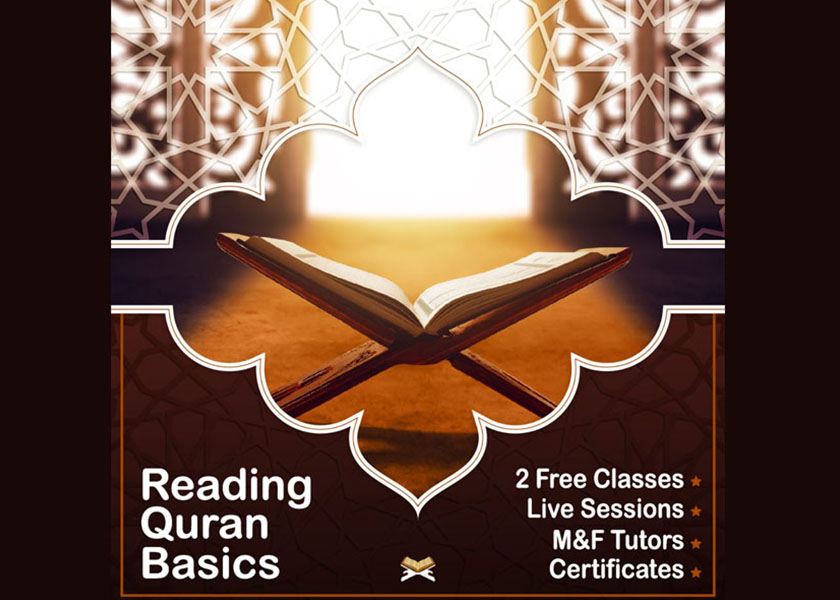 Reading
Quran
Basics
2 Free Classes
Live Sessions
M&F Tutors
Certificates